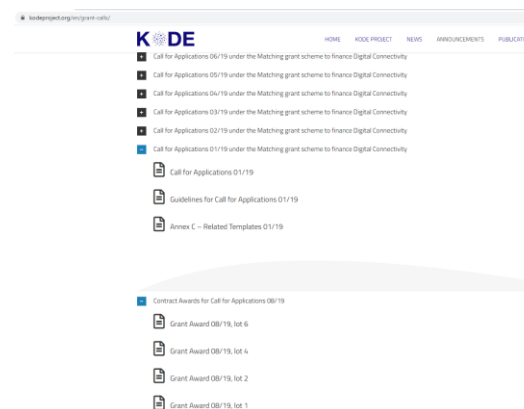 kodeproject.org/en/grant-calls/
KODE
HOME KODE PROJECT NEWS ANNOUNCEMENTS PUBLICAT
Call for Applications 06/19 under the Matching grant scheme to finance Digital Connectivity
Call for Applications 05/19 under the Matching grant scheme to finance Digital Connectivity
Call for Applications 04/19 under the Matching grant scheme to finance Digital Connectivity
Call for Applications 03/19 under the Matching grant scheme to finance Digital Connectivity
Call for Applications 02/19 under the Matching grant scheme to finance Digital Connectivity
Call for Applications 01/19 under the Matching grant scheme to finance Digital Connectivity
Call for Applications 01/19
Guidelines for Call for Applications 01/19
Annex C – Related Templates 01/19
Contract Awards for Call for Applications 08/19
Grant Award 08/19, lot 6
Grant Award 08/19, lot 4
Grant Award 08/19, lot 2
Grant Award 08/19, lot 1